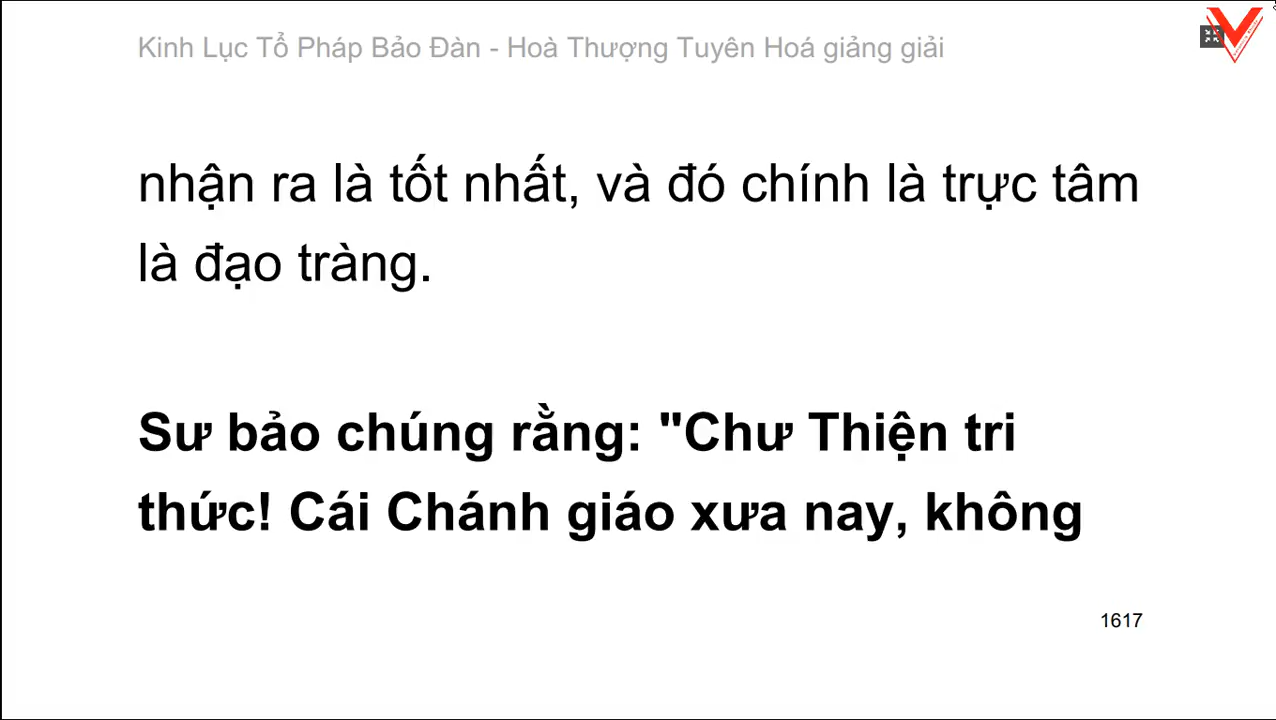 Kinh Lục Tổ Pháp Bảo Đàn - Hoà Thượng Tuyên Hoá giảng giải
nhận ra là tốt nhất, và đó chính là trực tâm
là đạo tràng.
Sư bảo chúng rằng: "Chư Thiện tri
thức! Cái Chánh giáo xưa nay, không
1617